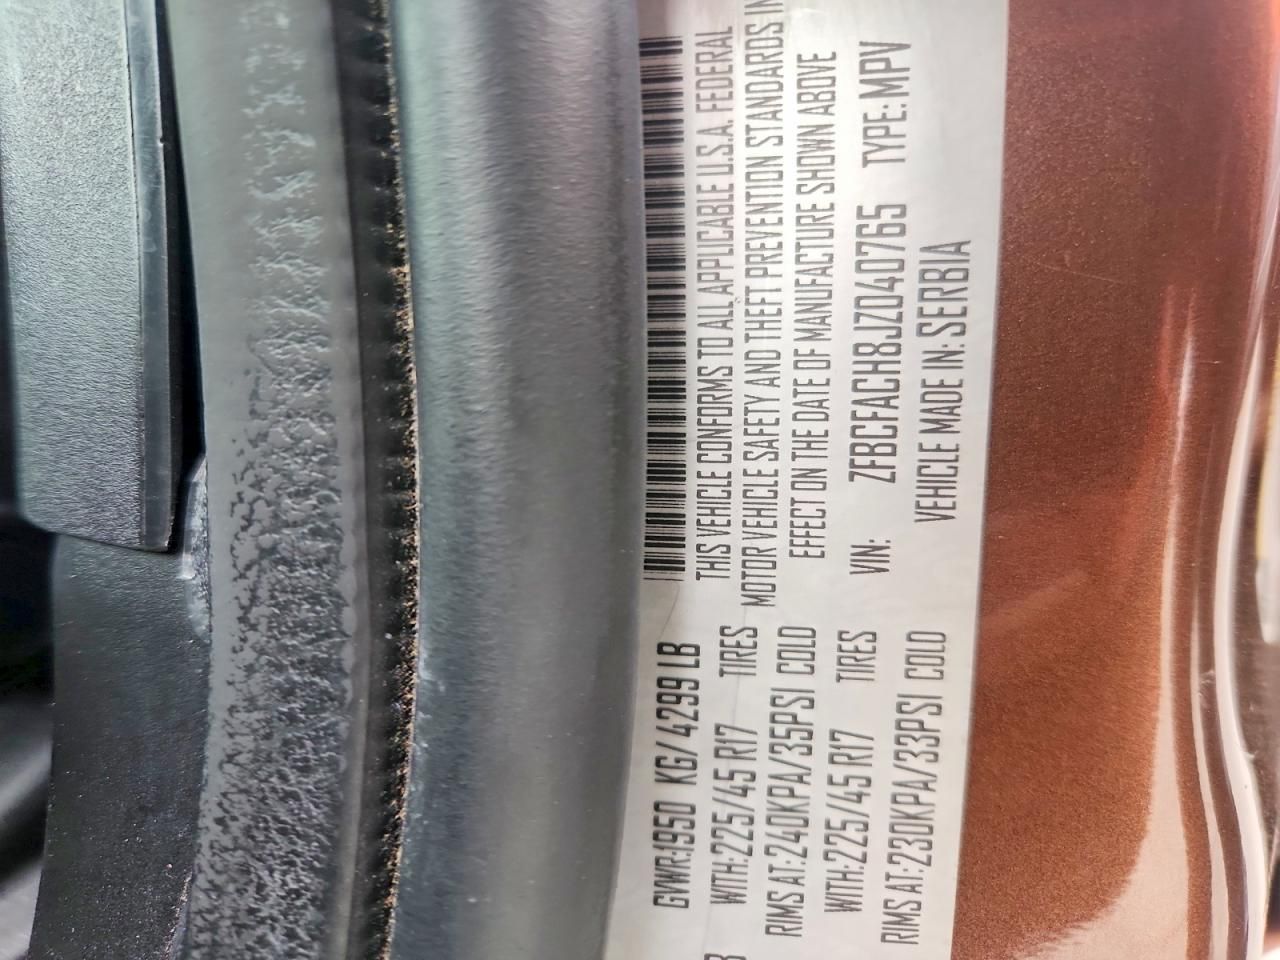 GVWR:1950 KG/ 4299 LB
WITH:225/45 R17 TIRES
RIMS AT:240KPA/35PSI COLD
WITH:225/45 R17 TIRES
RIMS AT:230KPA/33PSI COLD
THIS VEHICLE CONFORMS TO ALL APPLICABLE U.S.A. FEDERAL
MOTOR VEHICLE SAFETY AND THEFT PREVENTION STANDARDS IN
EFFECT ON THE DATE OF MANUFACTURE SHOWN ABOVE
VIN: ZFBCFACH8JZ040765 TYPE: MPV
VEHICLE MADE IN: SERBIA